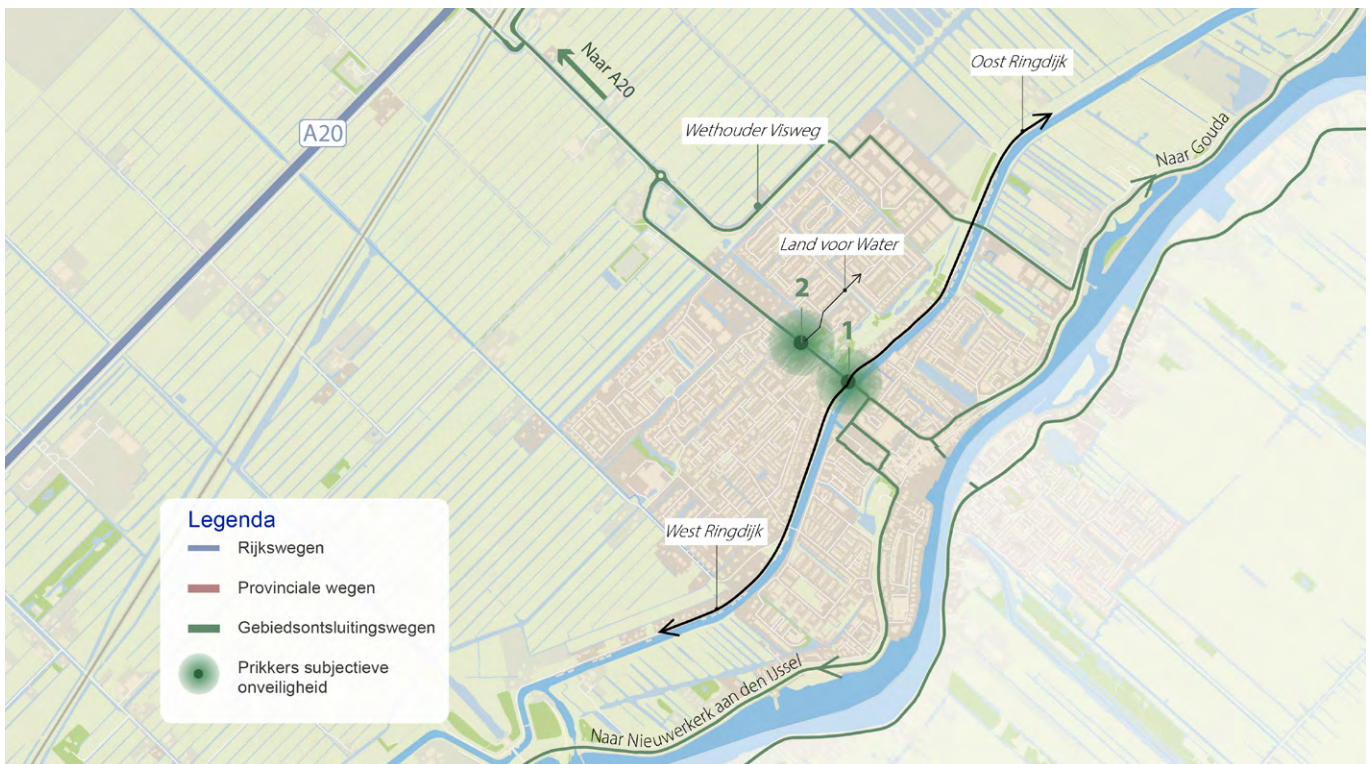 Oost Ringdijk
Naar A20
A20
Wethouder Visweg
Naar Gouda
Land voor Water
2
1
West Ringdijk
Legenda
Rijkswegen
Provinciale wegen
Gebiedsontsluitingswegen
Prikkers subjectieve
onveiligheid
Naar Nieuwerkerk aan den IJssel